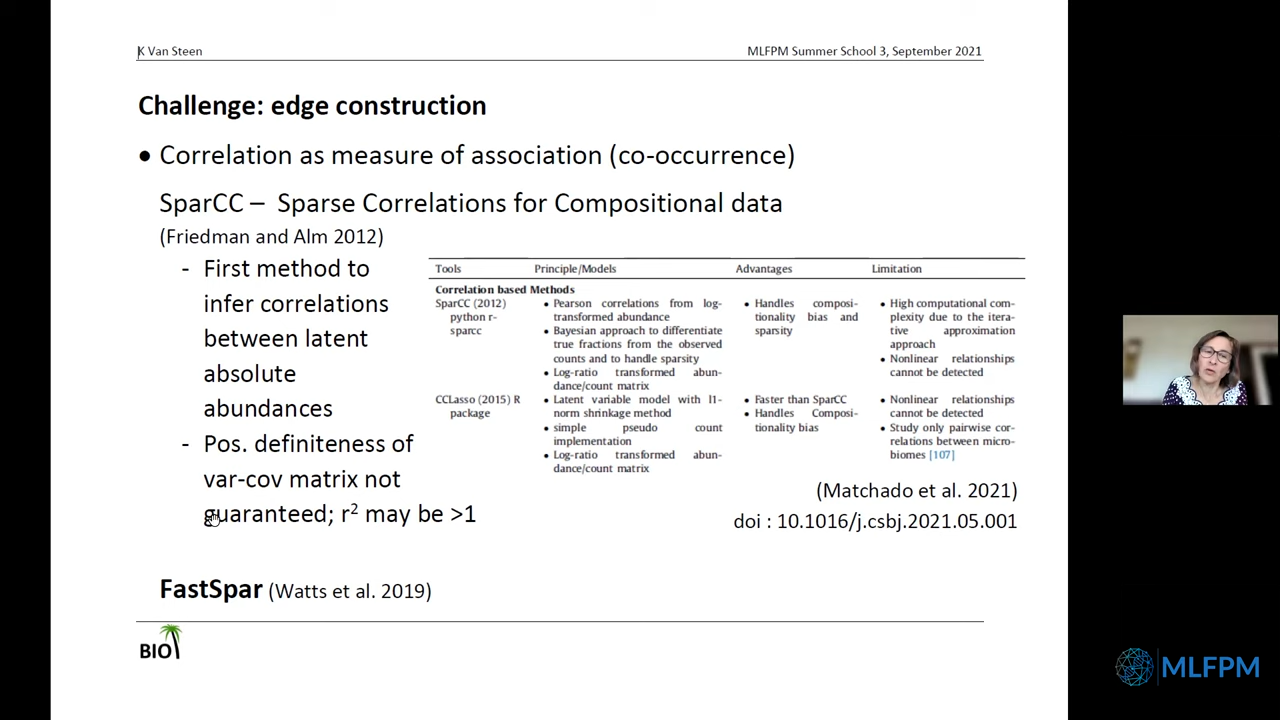 K Van Steen MLFPM Summer School 3, September 2021
Challenge: edge construction
• Correlation as measure of association (co-occurrence)
SparCC – Sparse Correlations for Compositional data
(Friedman and Alm 2012)
- First method to
infer correlations
between latent
absolute
abundances
- Pos. definiteness of
var-cov matrix not
guaranteed; r² may be >1
Tools Principle/Models Advantages Limitation
Correlation based Methods
SparCC (2012) • Pearson correlations from log- • Handles composi- • High computational com-
python r- transformed abundance tionality bias and plexity due to the itera-
sparcc • Bayesian approach to differentiate sparsity tive approximation
true fractions from the observed approach
counts and to handle sparsity • Nonlinear relationships
• Log-ratio transformed abun- cannot be detected
dance/count matrix
CCLasso (2015) R • Latent variable model with l1- • Faster than SparCC • Nonlinear relationships
package norm shrinkage method • Handles Composi- cannot be detected
• simple pseudo count tionality bias • Study only pairwise cor-
implementation relations between micro-
• Log-ratio transformed abun- biomes [107]
dance/count matrix
(Matchado et al. 2021)
doi : 10.1016/j.csbj.2021.05.001
FastSpar (Watts et al. 2019)
BIO
MLFPM